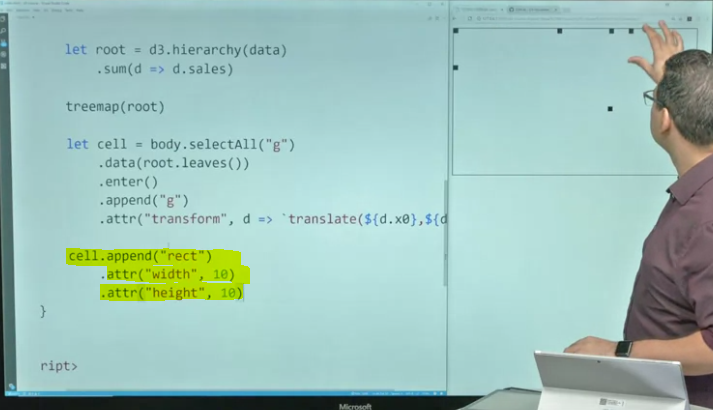 let root = d3.hierarchy(data)
.sum(d => d.sales)
treemap(root)
let cell = body.selectAll("g")
.data(root.leaves())
.enter()
.append("g")
.attr("transform", d => `translate(${d.x0},${d
cell.append("rect")
.attr("width", 10)
.attr("height", 10)
}
ript>
Microsoft